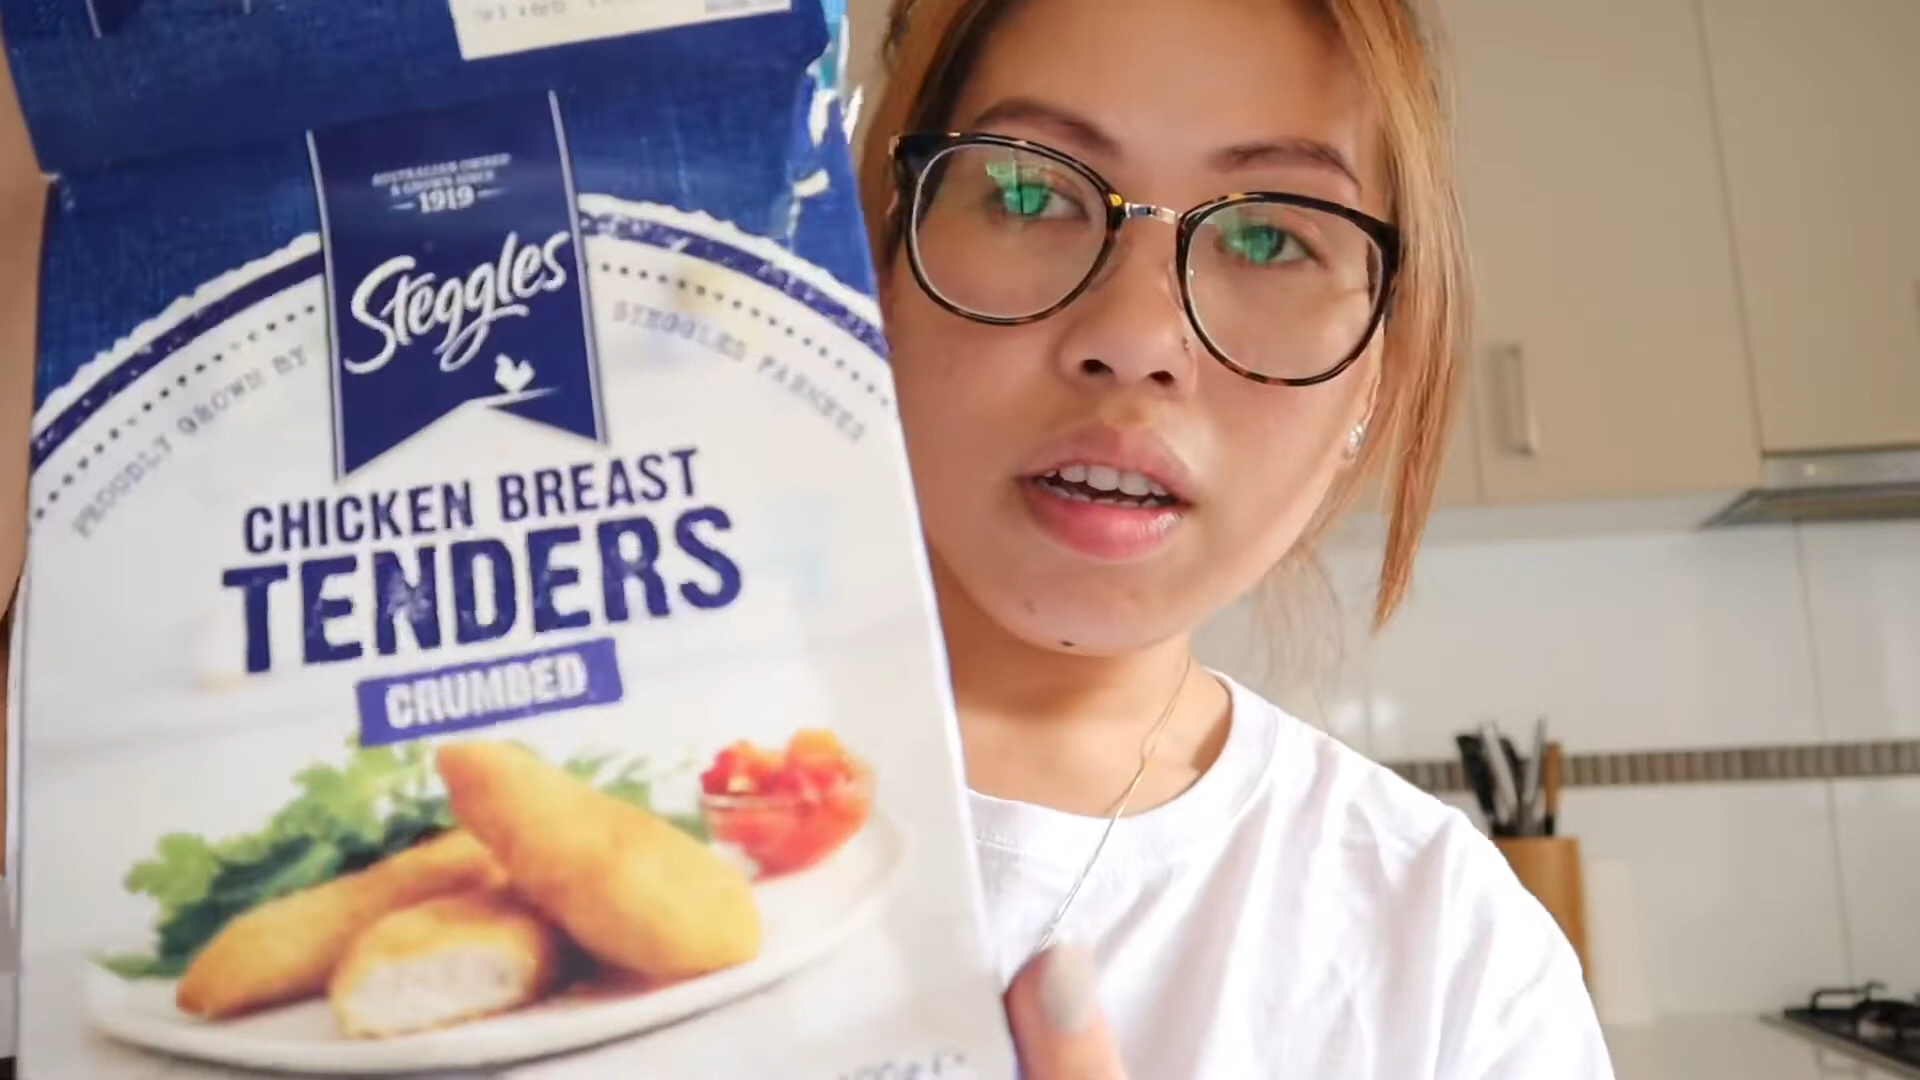 AUSTRALIAN OWNED
& GROWN SINCE
1919
Steggles
PROUDLY GROWN BY
STEGGLES FARMERS
CHICKEN BREAST
TENDERS
CRUMBED